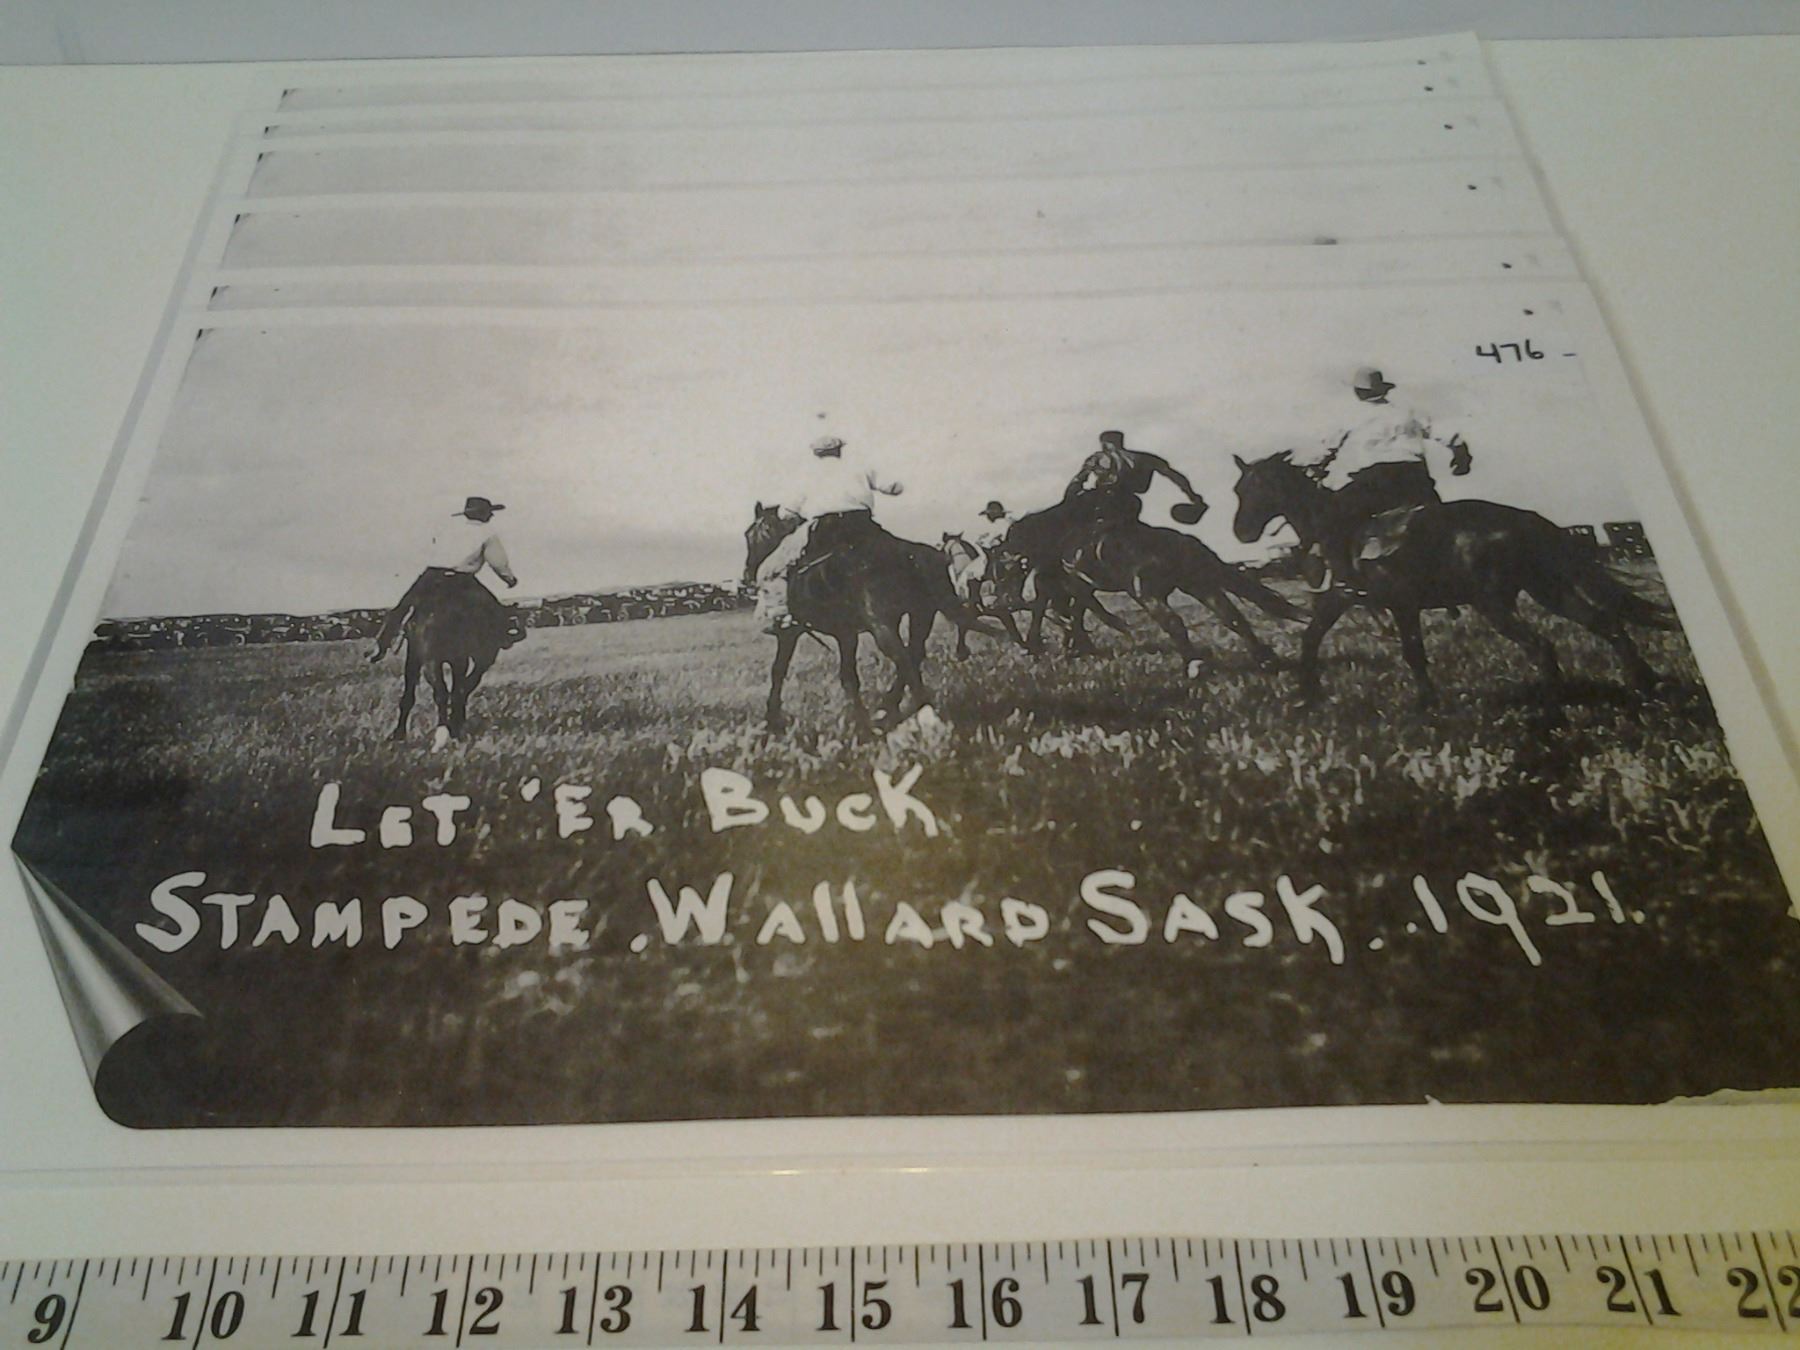 476 -
LET 'ER BUCK
STAMPEDE . WAllARD SASK. . 1921.
9 10 11 12 13 14 15 16 17 18 19 20 21 22